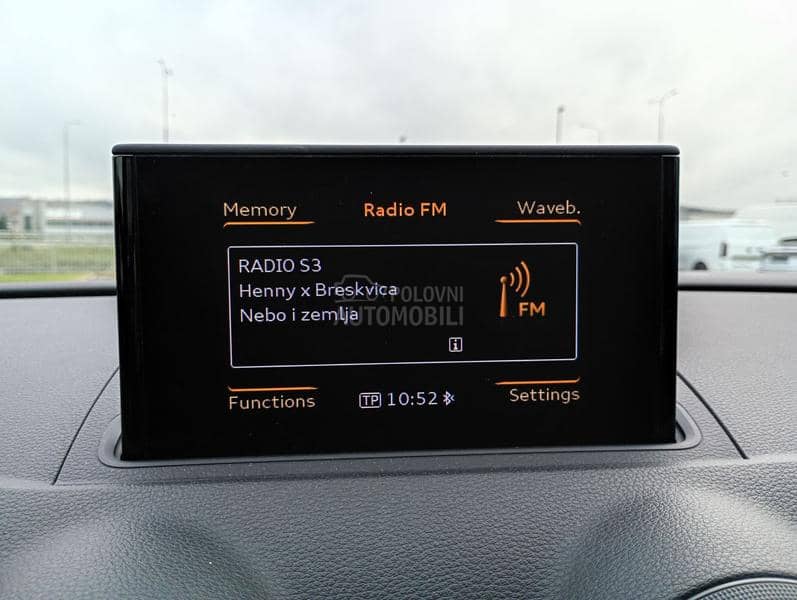 Memory Radio FM Waveb.
RADIO S3
Henny x Breskvica
Nebo i zemlja
FM
POLOVNI
AUTOMOBILI
i
Functions TP 10:52 Settings